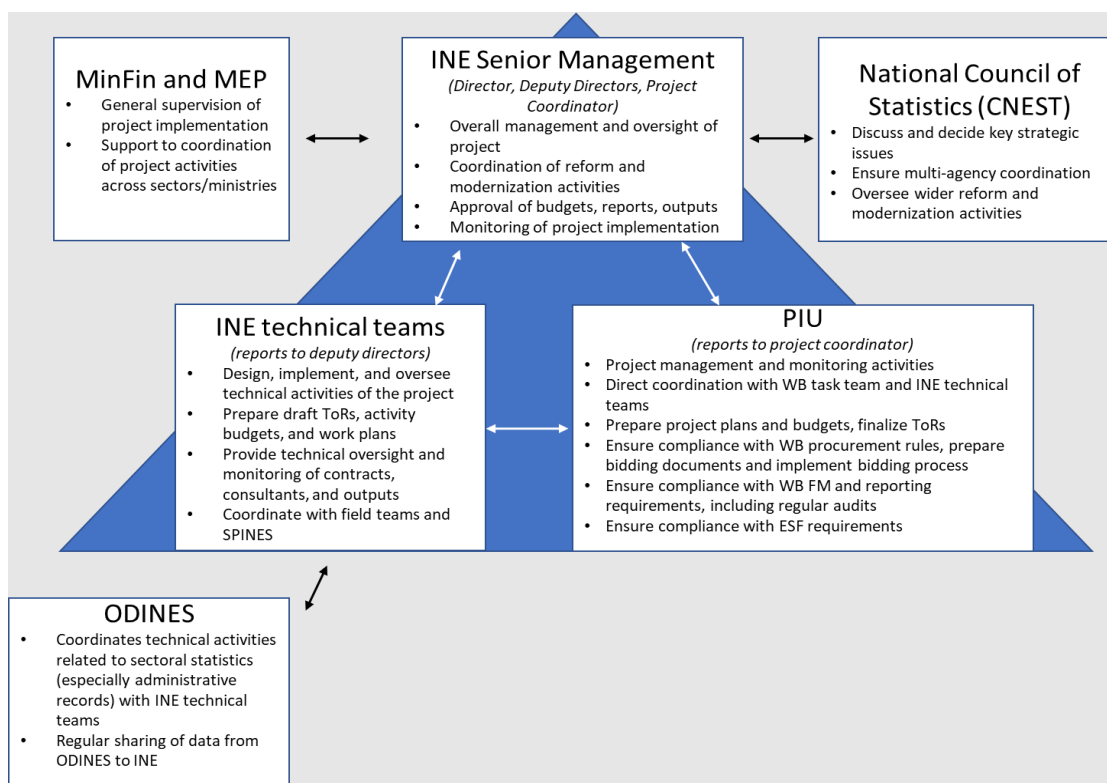 MinFin and MEP
• General supervision of
project implementation
• Support to coordination
of project activities
across sectors/ministries
INE Senior Management
(Director, Deputy Directors, Project
Coordinator)
• Overall management and oversight of
project
• Coordination of reform and
modernization activities
• Approval of budgets, reports, outputs
• Monitoring of project implementation
National Council of
Statistics (CNEST)
• Discuss and decide key strategic
issues
• Ensure multi-agency coordination
• Oversee wider reform and
modernization activities
INE technical teams
(reports to deputy directors)
• Design, implement, and oversee
technical activities of the project
• Prepare draft ToRs, activity
budgets, and work plans
• Provide technical oversight and
monitoring of contracts,
consultants, and outputs
• Coordinate with field teams and
SPINES
PIU
(reports to project coordinator)
• Project management and monitoring activities
• Direct coordination with WB task team and INE technical
teams
• Prepare project plans and budgets, finalize ToRs
• Ensure compliance with WB procurement rules, prepare
bidding documents and implement bidding process
• Ensure compliance with WB FM and reporting
requirements, including regular audits
• Ensure compliance with ESF requirements
ODINES
• Coordinates technical activities
related to sectoral statistics
(especially administrative
records) with INE technical
teams
• Regular sharing of data from
ODINES to INE